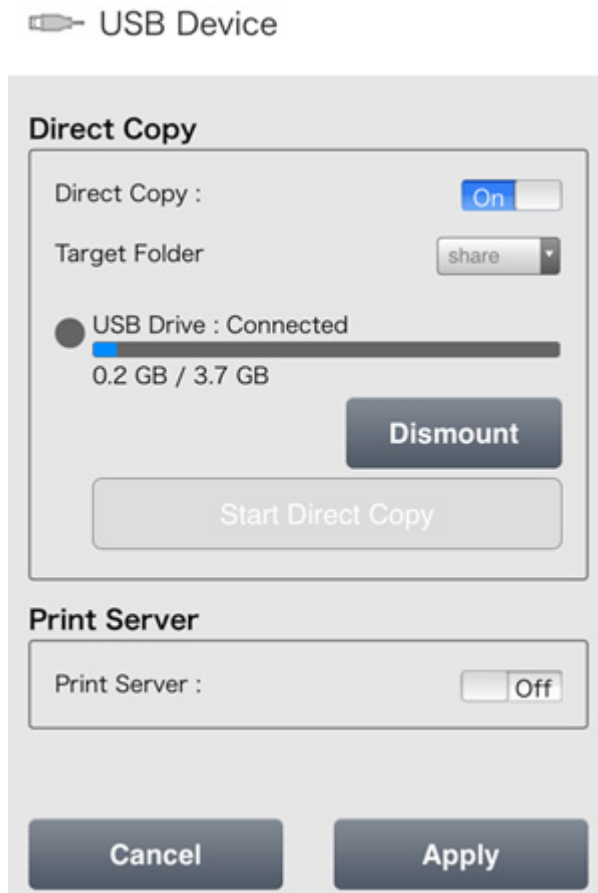 USB Device
Direct Copy
Direct Copy : On
Target Folder share
USB Drive : Connected
0.2 GB / 3.7 GB
Dismount
Start Direct Copy
Print Server
Print Server : Off
Cancel Apply